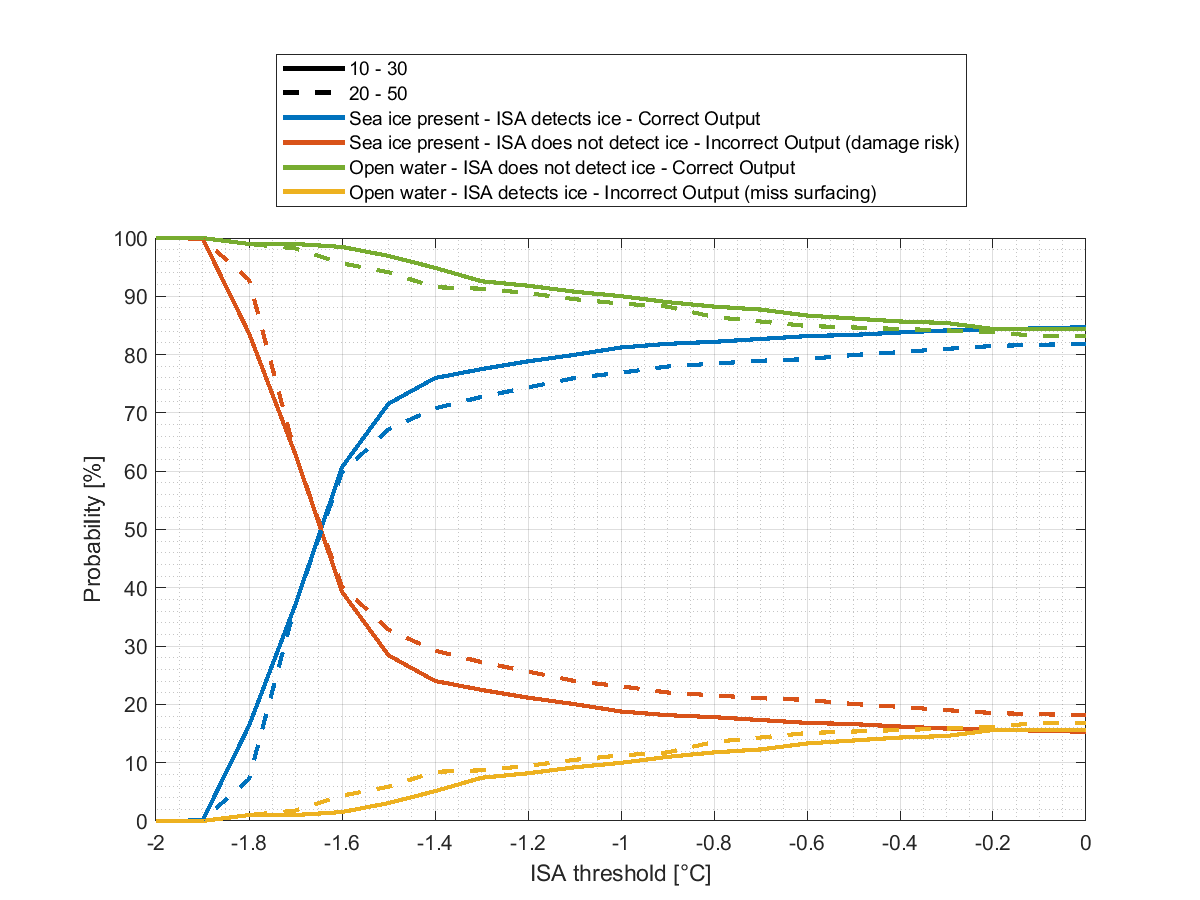 10 - 30
20 - 50
Sea ice present - ISA detects ice - Correct Output
Sea ice present - ISA does not detect ice - Incorrect Output (damage risk)
Open water - ISA does not detect ice - Correct Output
Open water - ISA detects ice - Incorrect Output (miss surfacing)
100
90
80
70
60
50
40
30
20
10
0
Probability [%]
-2 -1.8 -1.6 -1.4 -1.2 -1 -0.8 -0.6 -0.4 -0.2 0
ISA threshold [°C]